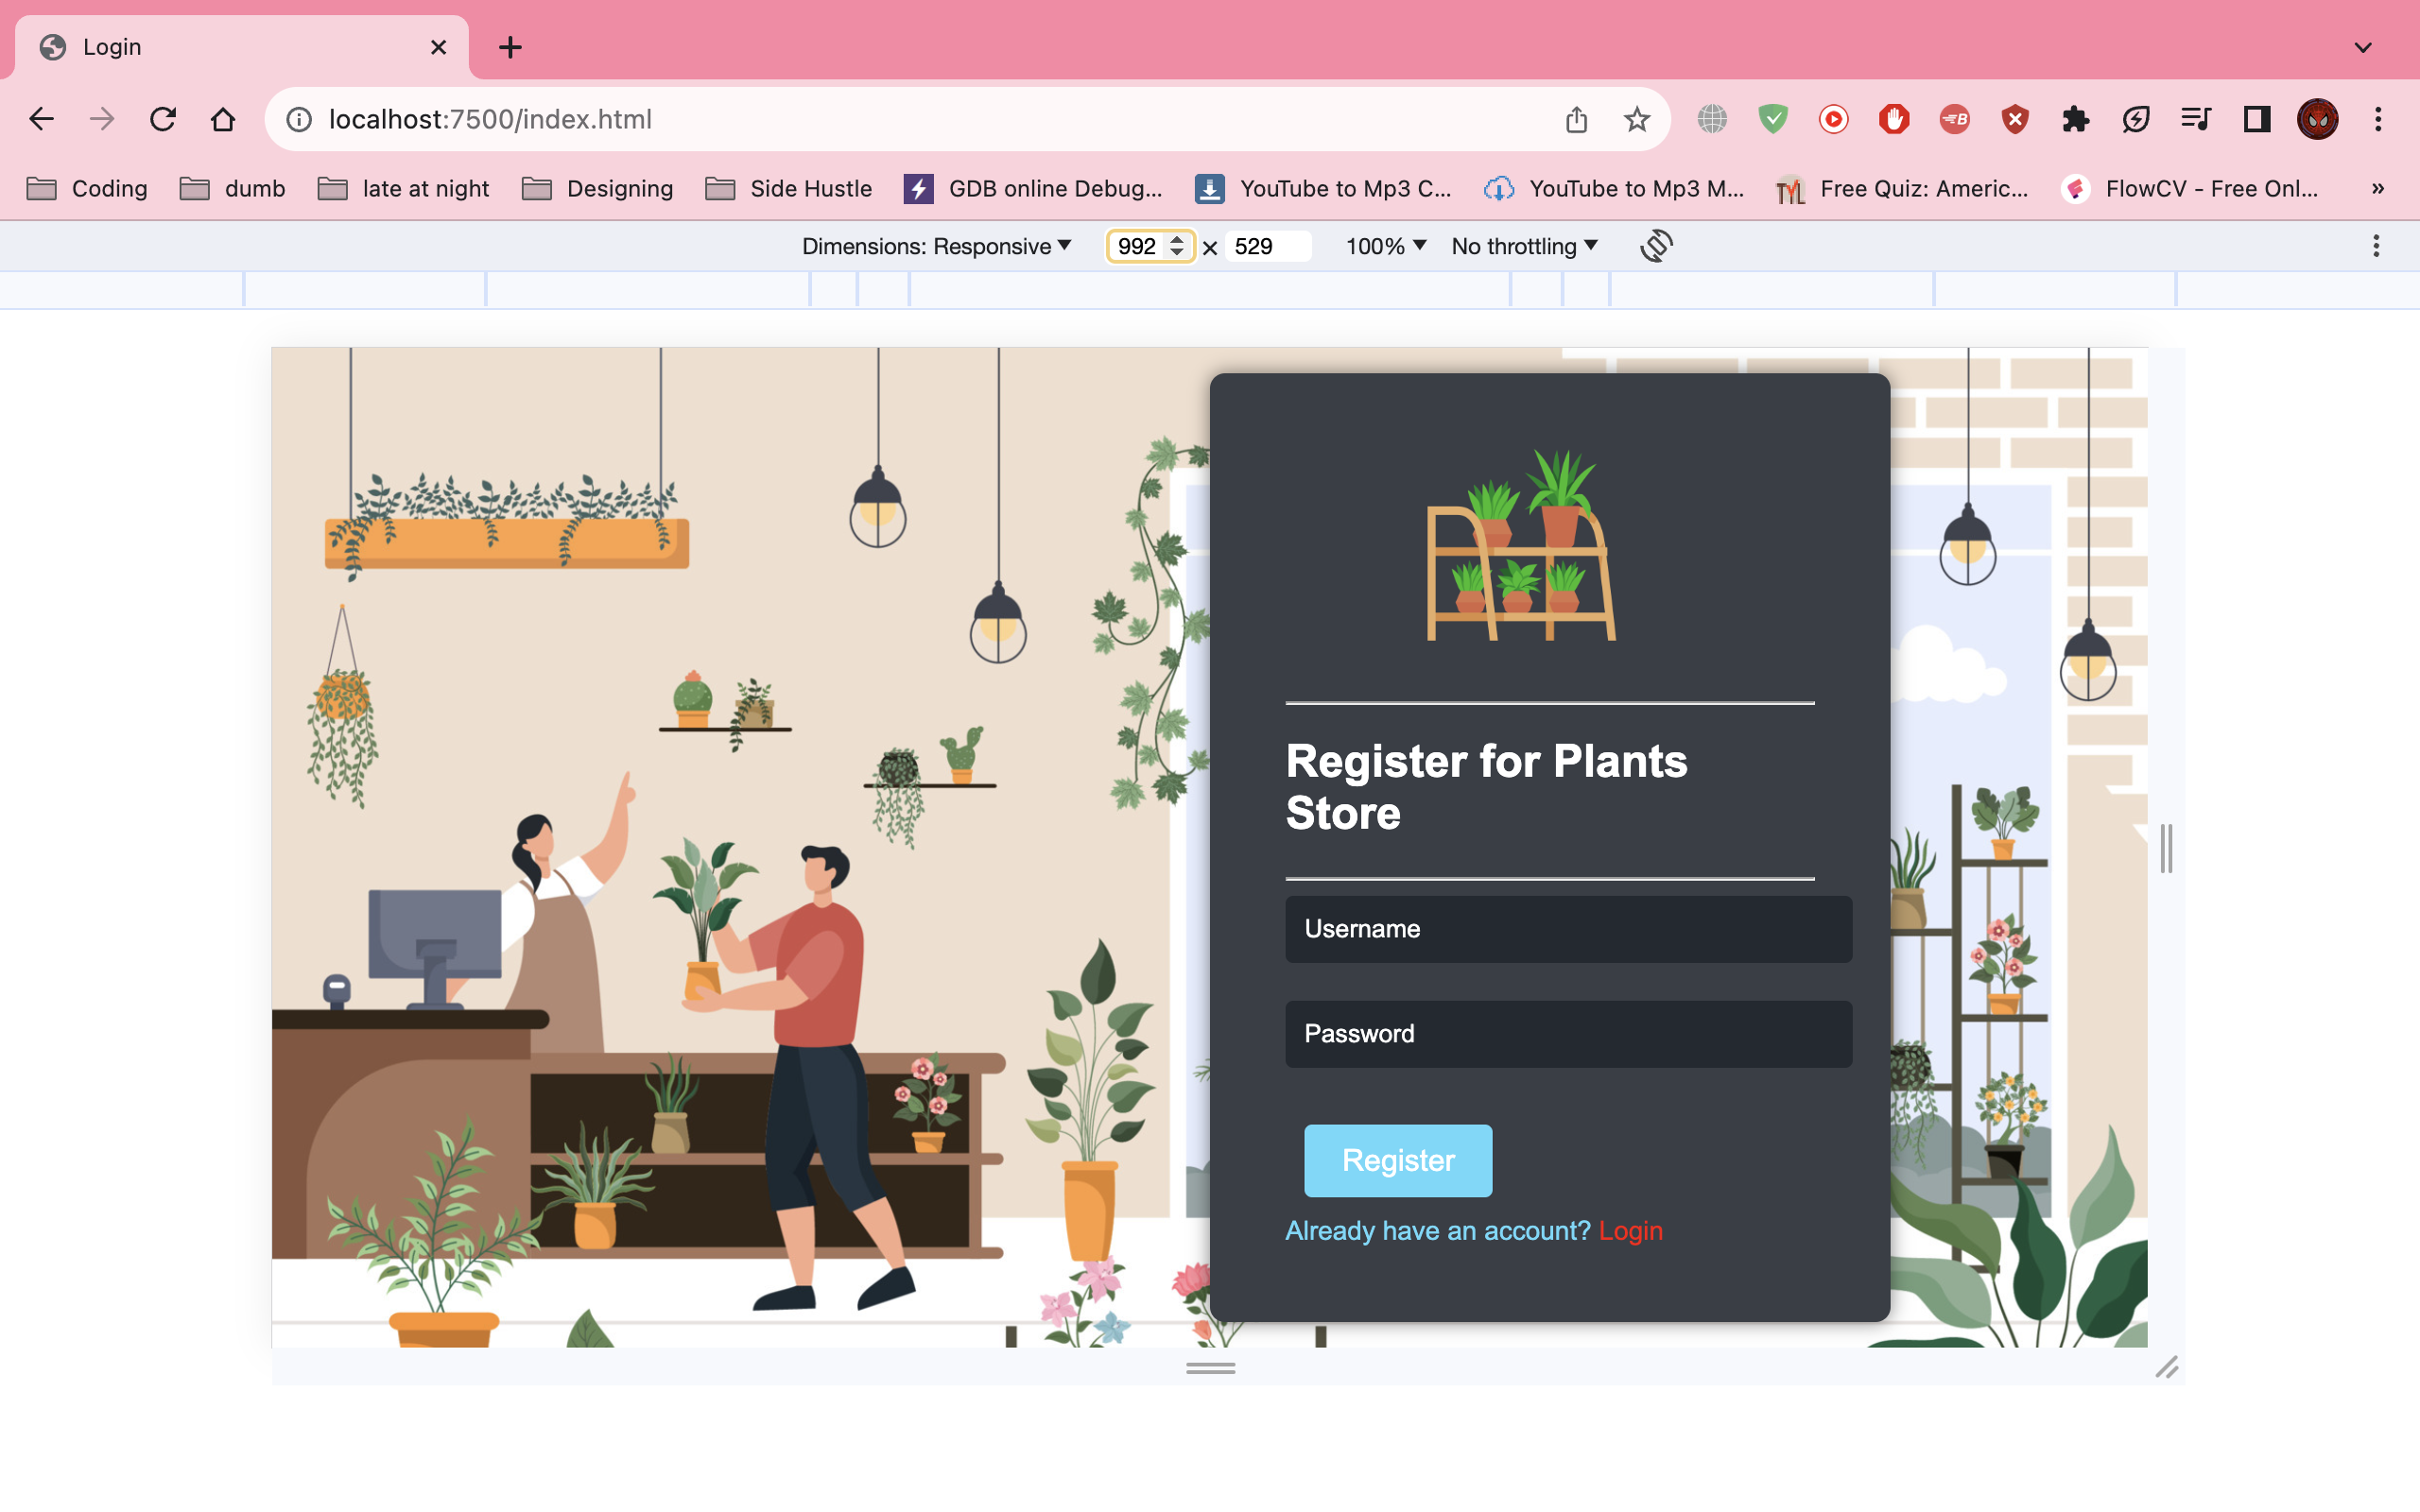 Login
localhost:7500/index.html
Coding dumb late at night Designing Side Hustle GDB online Debug... YouTube to Mp3 C... YouTube to Mp3 M... Free Quiz: Americ... FlowCV - Free Onl... »
Dimensions: Responsive 992 × 529 100% No throttling
Register for Plants
Store
Username
Password
Register
Already have an account? Login